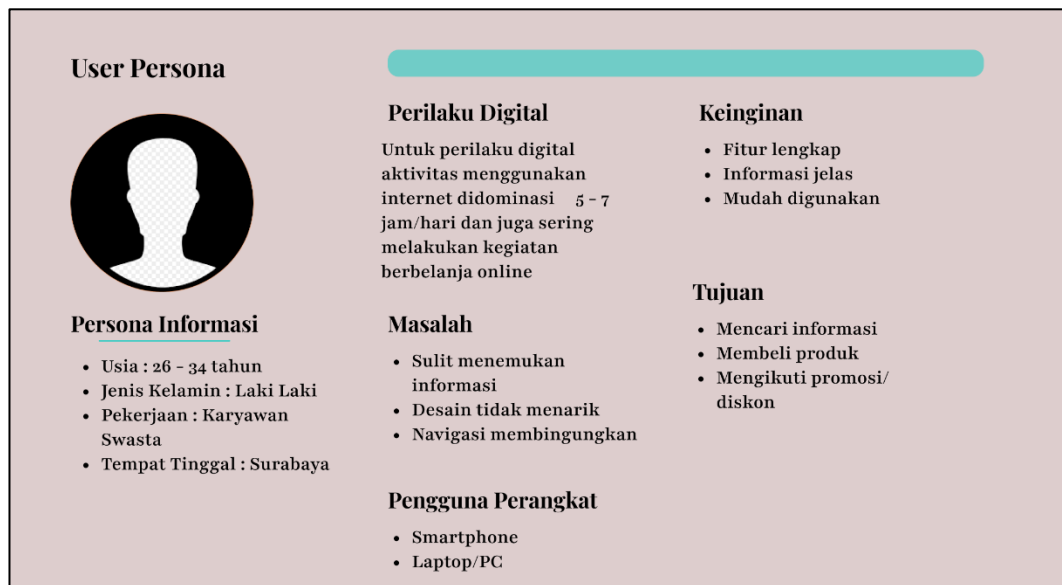 User Persona
Persona Informasi
• Usia : 26 - 34 tahun
• Jenis Kelamin : Laki Laki
• Pekerjaan : Karyawan
Swasta
• Tempat Tinggal : Surabaya
Perilaku Digital
Untuk perilaku digital
aktivitas menggunakan
internet didominasi 5 - 7
jam/hari dan juga sering
melakukan kegiatan
berbelanja online
Masalah
• Sulit menemukan
informasi
• Desain tidak menarik
• Navigasi membingungkan
Pengguna Perangkat
• Smartphone
• Laptop/PC
Keinginan
• Fitur lengkap
• Informasi jelas
• Mudah digunakan
Tujuan
• Mencari informasi
• Membeli produk
• Mengikuti promosi/
diskon